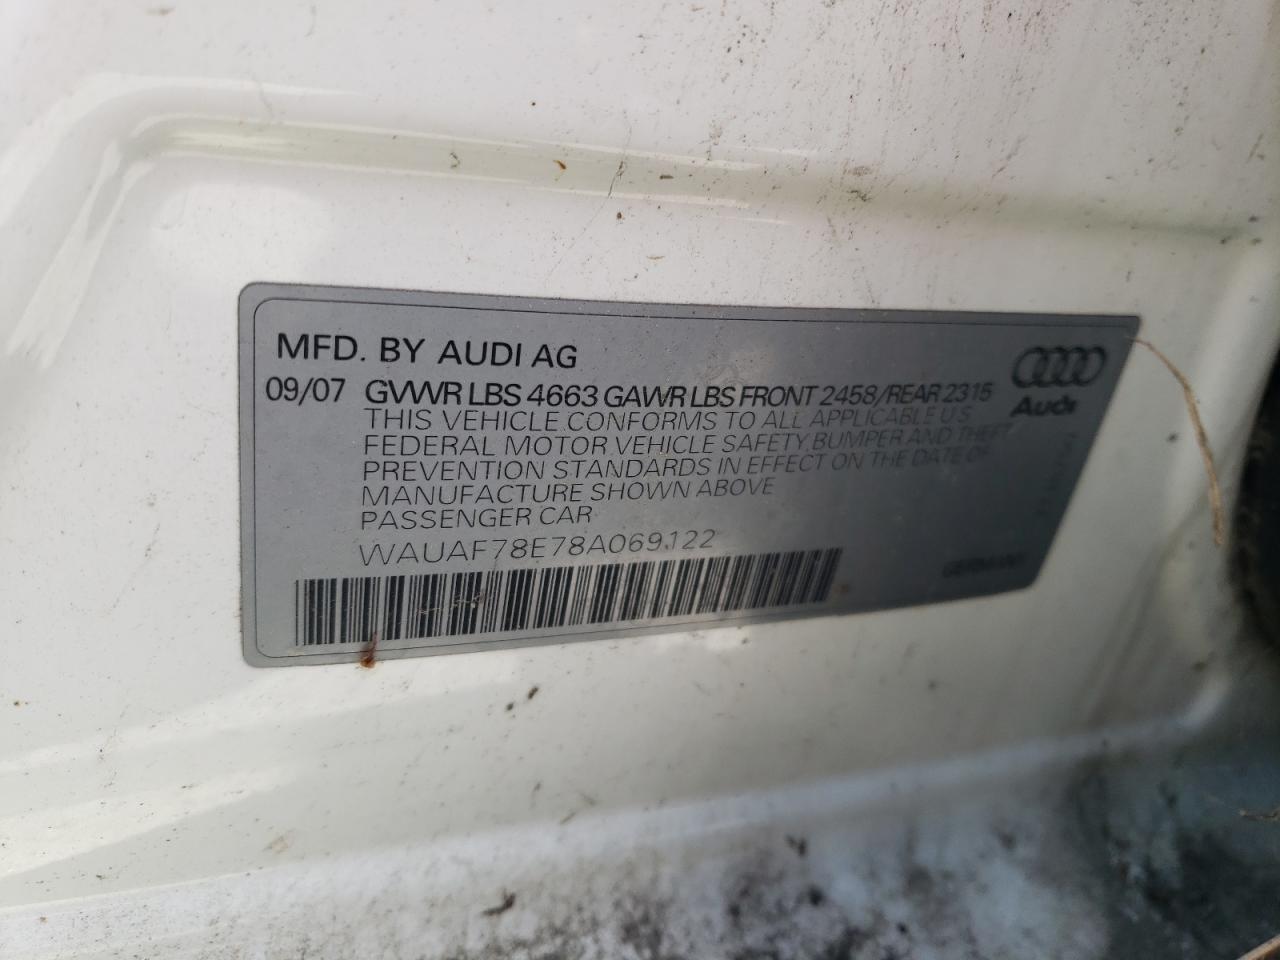 MFD. BY AUDI AG
09/07 GVWR LBS 4663 GAWR LBS FRONT 2458/REAR 2315
THIS VEHICLE CONFORMS TO ALL APPLICABLE U.S
FEDERAL MOTOR VEHICLE SAFETY, BUMPER AND THEFT
PREVENTION STANDARDS IN EFFECT ON THE DATE OF
MANUFACTURE SHOWN ABOVE
PASSENGER CAR
WAUAF78E78A069122
Audi
GERMANY